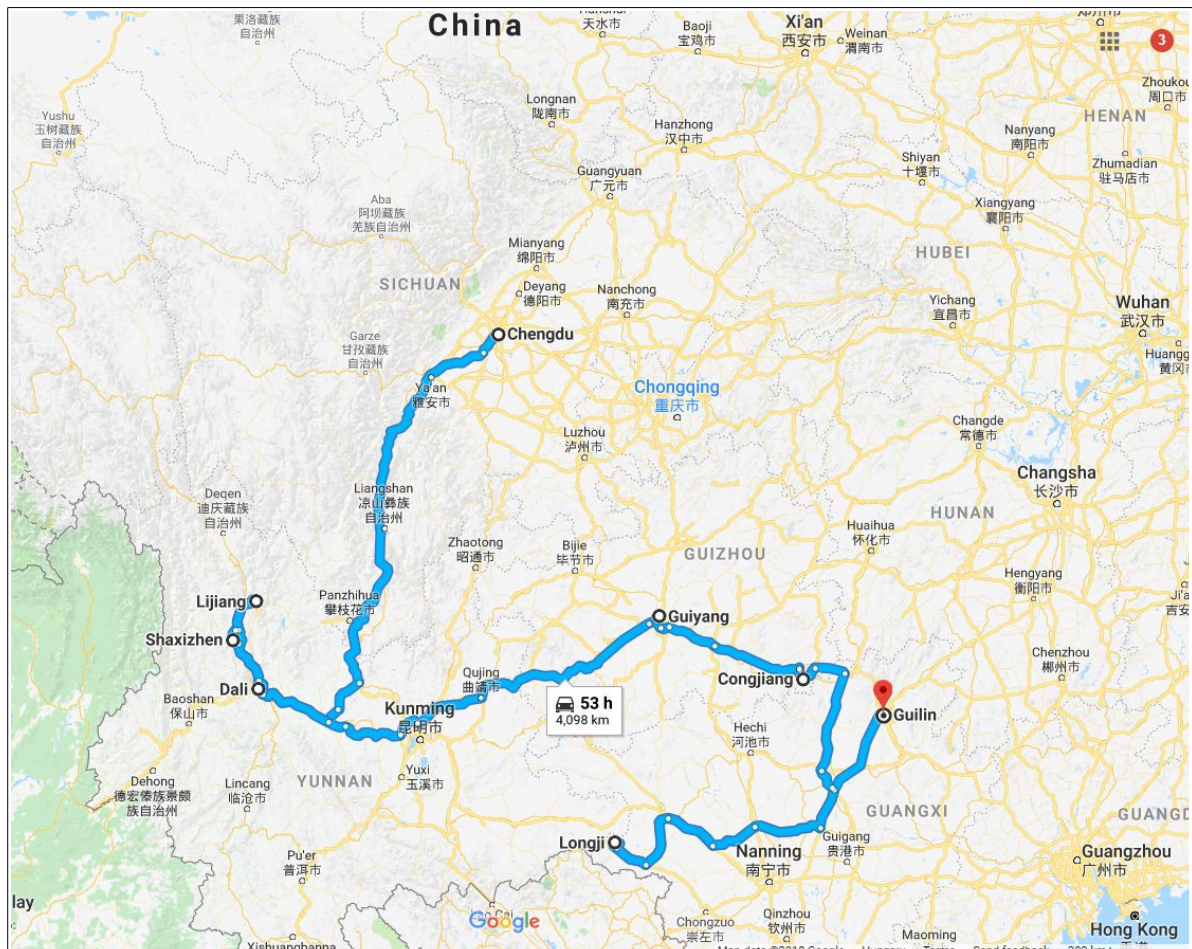 China
果洛藏族
自治州
天水市
Baoji
宝鸡市
Xi'an
西安市
Weinan
渭南市
3
Zhoukou
周口市
HENAN
Yushu
玉树藏族
自治州
Longnan
陇南市
Hanzhong
汉中市
Nanyang
南阳市
Zhumadian
驻马店市
Shiyan
十堰市
Guangyuan
广元市
Aba
阿坝藏族
羌族自治州
Xiangyang
襄阳市
Mianyang
绵阳市
HUBEI
SICHUAN
Deyang
德阳市
Nanchong
南充市
Yichang
宜昌市
Wuhan
武汉市
Chengdu
Garze
甘孜藏族
自治州
Huangg
黄冈市
Ya'an
雅安市
Chongqing
重庆市
Luzhou
泸州市
Changde
常德市
Changsha
长沙市
Deqen
迪庆藏族
自治州
Liangshan
凉山彝族
自治州
HUNAN
Huaihua
怀化市
Zhaotong
昭通市
Bijie
毕节市
GUIZHOU
Hengyang
衡阳市
Ji'a
吉安
Lijiang
Panzhihua
攀枝花市
Guiyang
Shaxizhen
Chenzhou
郴州市
Qujing
曲靖市
Congjiang
Dali
Baoshan
保山市
Kunming
昆明市
53 h
4,098 km
Guilin
Hechi
河池市
Dehong
德宏傣族景颇
族自治州
Lincang
临沧市
YUNNAN
Yuxi
玉溪市
GUANGXI
GUANGD
Longji
Guigang
贵港市
Nanning
南宁市
Guangzhou
广州市
Pu'er
普洱市
lay
Google
Chongzuo
崇左市
Qinzhou
钦州市
Hong Kong
Xishuangbanna
Maoming